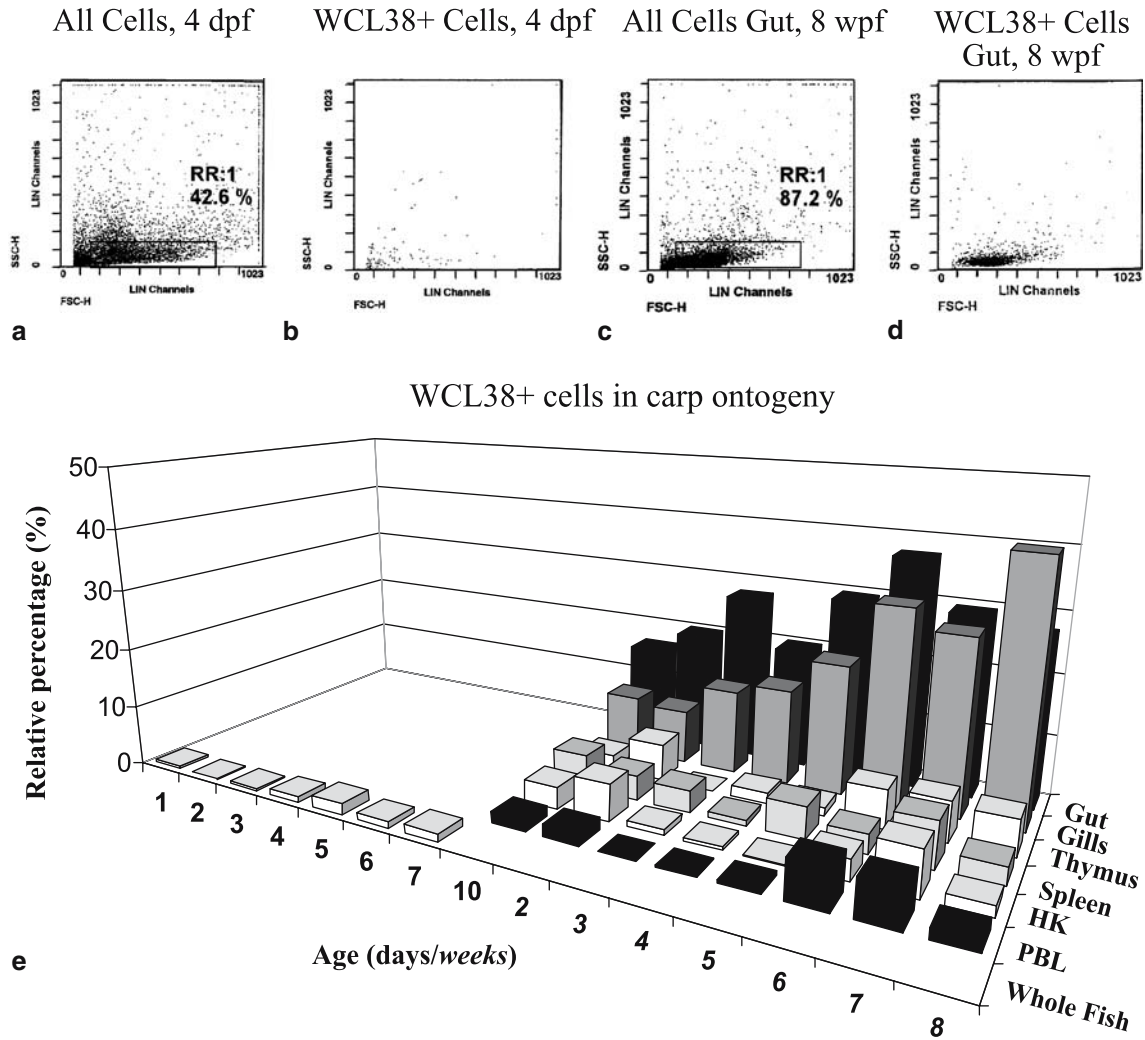 a
All Cells, 4 dpf
WCL38+ Cells, 4 dpf
All Cells Gut, 8 wpf
WCL38+ Cells
Gut, 8 wpf
1023
LIN Channels
SSC-H
0
RR:1
42.6 %
0
1023
LIN Channels
FSC-H
1023
LIN Channels
SSC-H
0
0
1023
LIN Channels
FSC-H
1023
LIN Channels
SSC-H
0
RR:1
87.2 %
0
1023
LIN Channels
FSC-H
1023
LIN Channels
SSC-H
0
0
1023
LIN Channels
FSC-H
a
b
c
d
WCL38+ cells in carp ontogeny
Relative percentage (%)
50
40
30
20
10
0
1
2
3
4
5
6
7
10
2
3
4
5
6
7
8
Gut
Gills
Thymus
Spleen
HK
PBL
Whole Fish
Age (days/weeks)
e